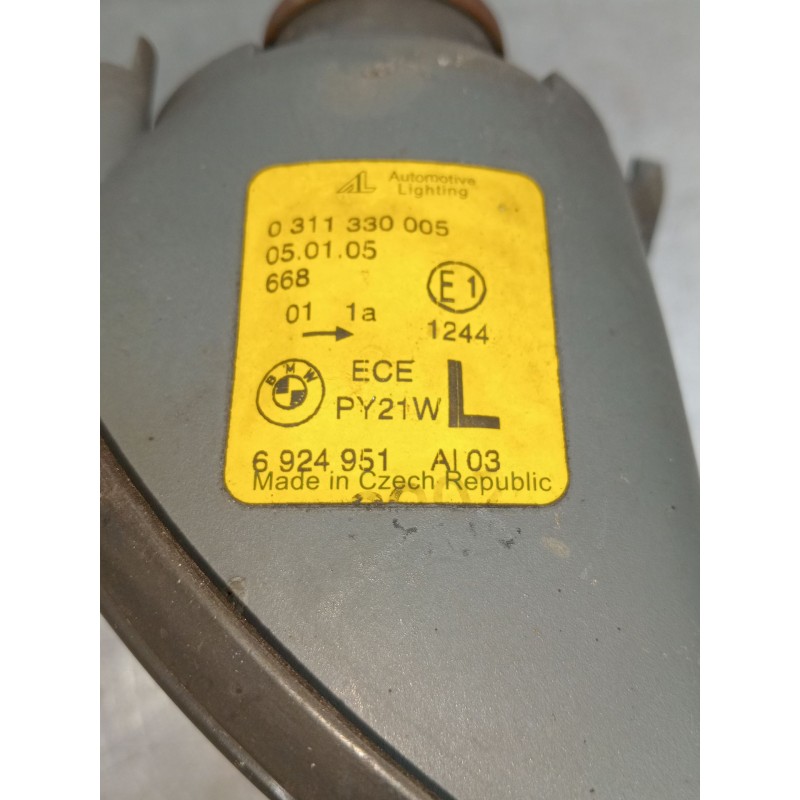 AL Automotive
Lighting
0 311 330 005
05.01.05
668
E1
01 1a
1244
BMW
ECE
PY21W
L
6 924 951 AI 03
Made in Czech Republic